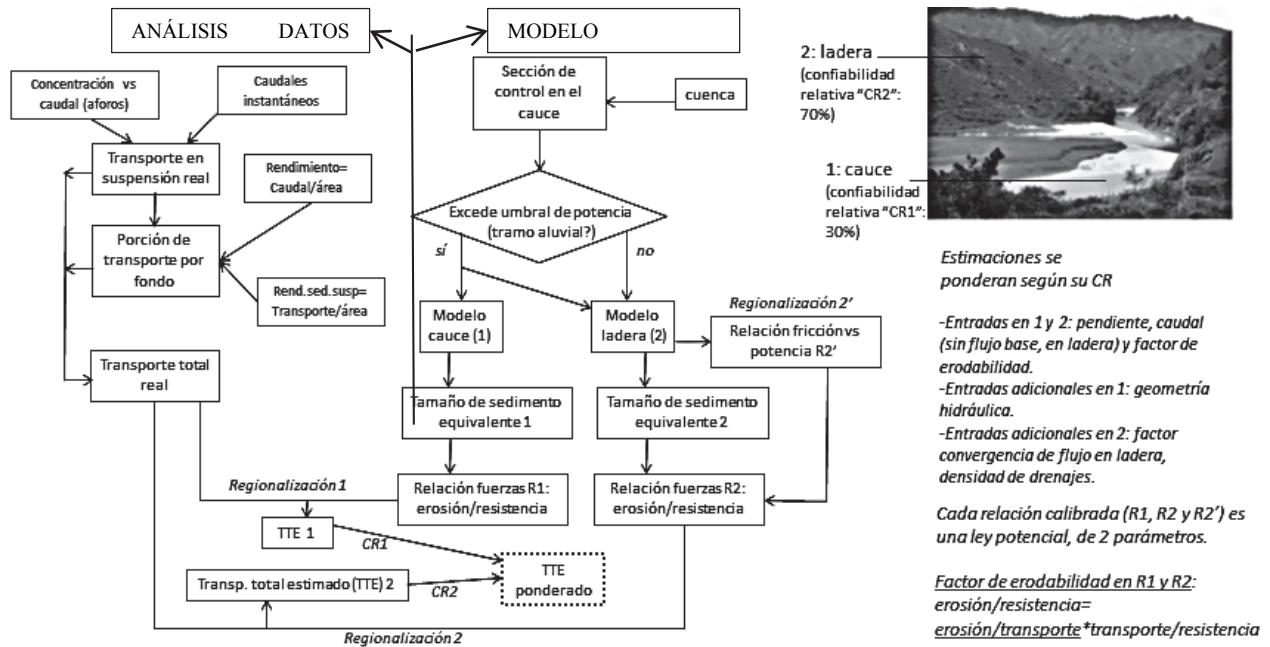 ANÁLISIS DATOS
MODELO
Concentración vs
caudal (aforos)
Caudales
instantáneos
Transporte en
suspensión real
Rendimiento=
Caudal/área
Porción de
transporte por
fondo
Rend.sed.susp=
Transporte/área
Transporte total
real
Sección de
control en el
cauce
cuenca
Excede umbral de potencia
(tramo aluvial?)
sí
no
Modelo
cauce (1)
Modelo
ladera (2)
Regionalización 2'
Relación fricción vs
potencia R2'
Tamaño de sedimento
equivalente 1
Tamaño de sedimento
equivalente 2
Regionalización 1
Relación fuerzas R1:
erosión/resistencia
Relación fuerzas R2:
erosión/resistencia
TTE 1
CR1
Transp. total estimado (TTE) 2
CR2
TTE
ponderado
Regionalización 2
2: ladera
(confiabilidad
relativa “CR2”:
70%)
1: cauce
(confiabilidad
relativa “CR1”:
30%)
Estimaciones se
ponderan según su CR
-Entradas en 1 y 2: pendiente, caudal
(sin flujo base, en ladera) y factor de
erodabilidad.
-Entradas adicionales en 1: geometría
hidráulica.
-Entradas adicionales en 2: factor
convergencia de flujo en ladera,
densidad de drenajes.
Cada relación calibrada (R1, R2 y R2') es
una ley potencial, de 2 parámetros.
Factor de erodabilidad en R1 y R2:
erosión/resistencia=
erosión/transporte*transporte/resistencia